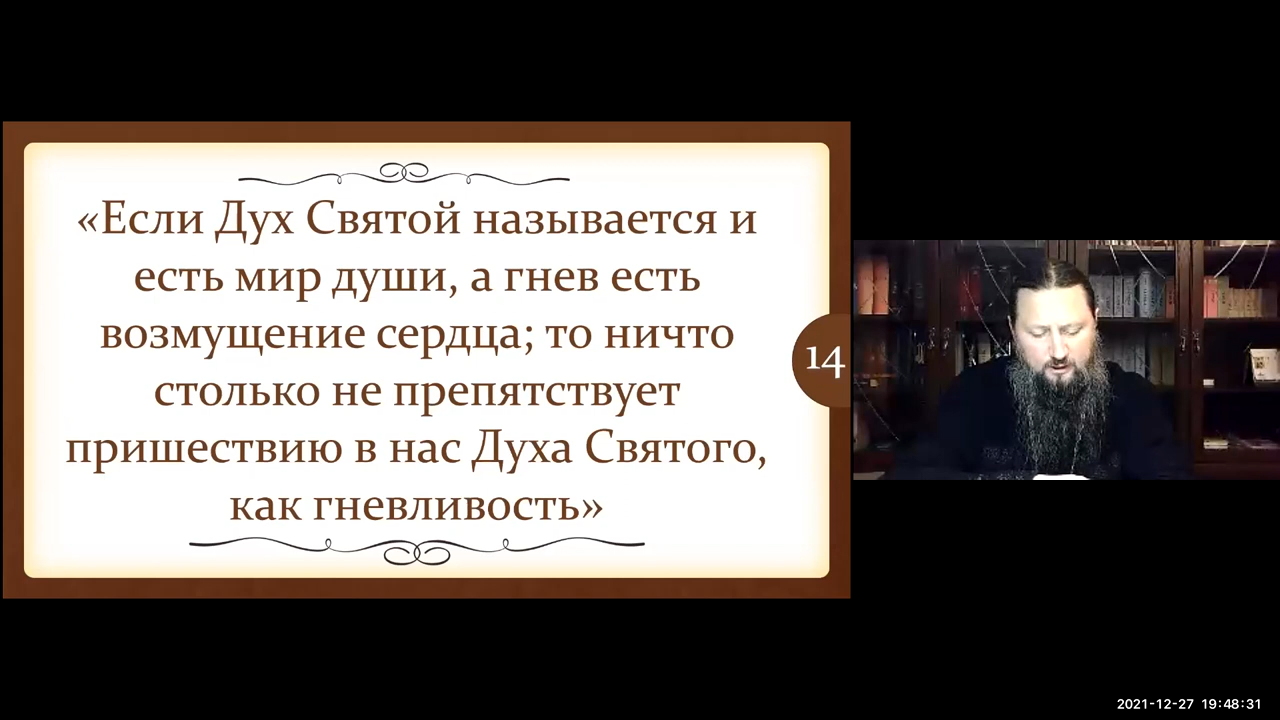 «Если Дух Святой называется и
есть мир души, а гнев есть
возмущение сердца; то ничто
столько не препятствует
пришествию в нас Духа Святого,
как гневливость»
14
2021-12-27 19:48:31